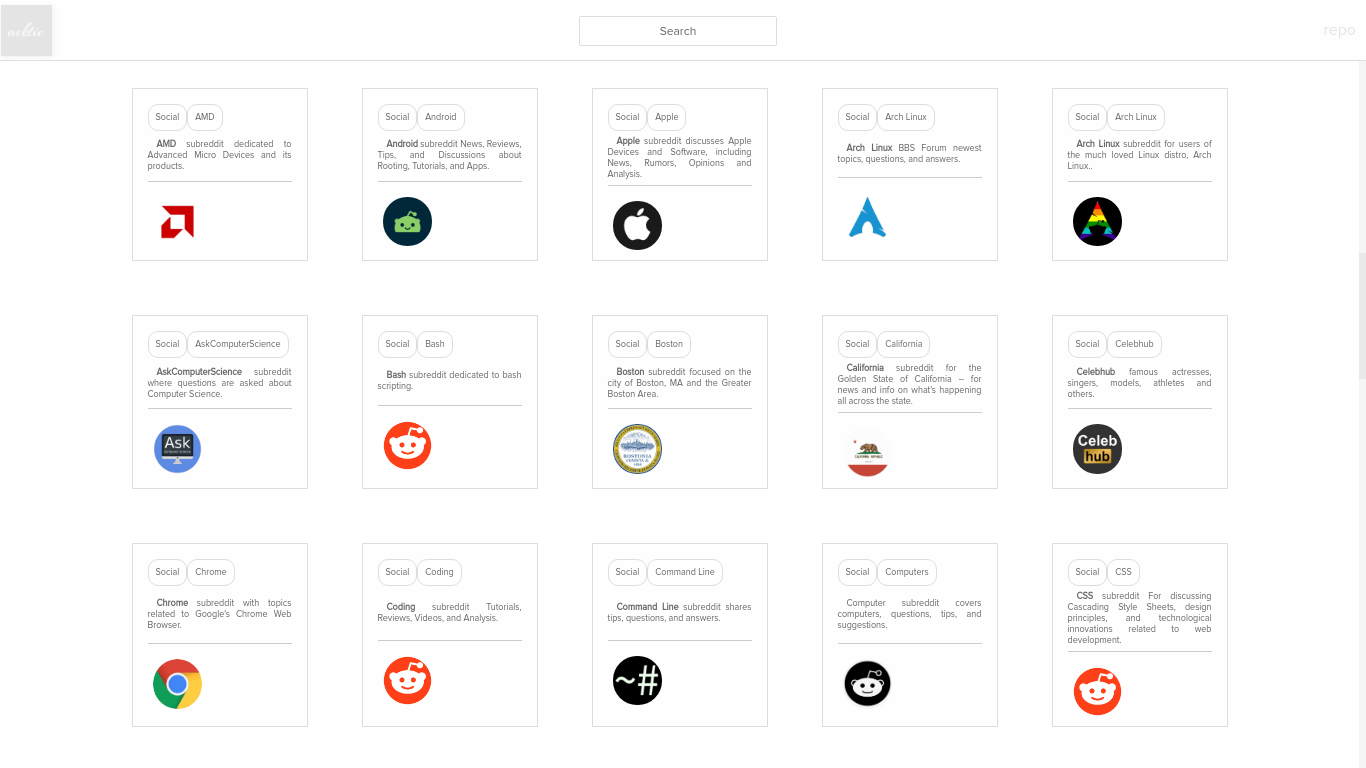 acktic
Search
repo
Social AMD
AMD subreddit dedicated to
Advanced Micro Devices and its
products.
Social Android
Android subreddit News, Reviews,
Tips, and Discussions about
Rooting, Tutorials, and Apps.
Social Apple
Apple subreddit discusses Apple
Devices and Software, including
News, Rumors, Opinions and
Analysis.
Social Arch Linux
Arch Linux BBS Forum newest
topics, questions, and answers.
Social Arch Linux
Arch Linux subreddit for users of
the much loved Linux distro, Arch
Linux..
Social AskComputerScience
AskComputerScience subreddit
where questions are asked about
Computer Science.
Ask
Social Bash
Bash subreddit dedicated to bash
scripting.
Social Boston
Boston subreddit focused on the
city of Boston, MA and the Greater
Boston Area.
BOSTONIA
Social California
California subreddit for the
Golden State of California -- for
news and info on what's happening
all across the state.
CALIFORNIA REPUBLIC
Social Celebhub
Celebhub famous actresses,
singers, models, athletes and
others.
Celeb
hub
Social Chrome
Chrome subreddit with topics
related to Google's Chrome Web
Browser.
Social Coding
Coding subreddit Tutorials,
Reviews, Videos, and Analysis.
Social Command Line
Command Line subreddit shares
tips, questions, and answers.
~#
Social Computers
Computer subreddit covers
computers, questions, tips, and
suggestions.
Social CSS
CSS subreddit For discussing
Cascading Style Sheets, design
principles, and technological
innovations related to web
development.